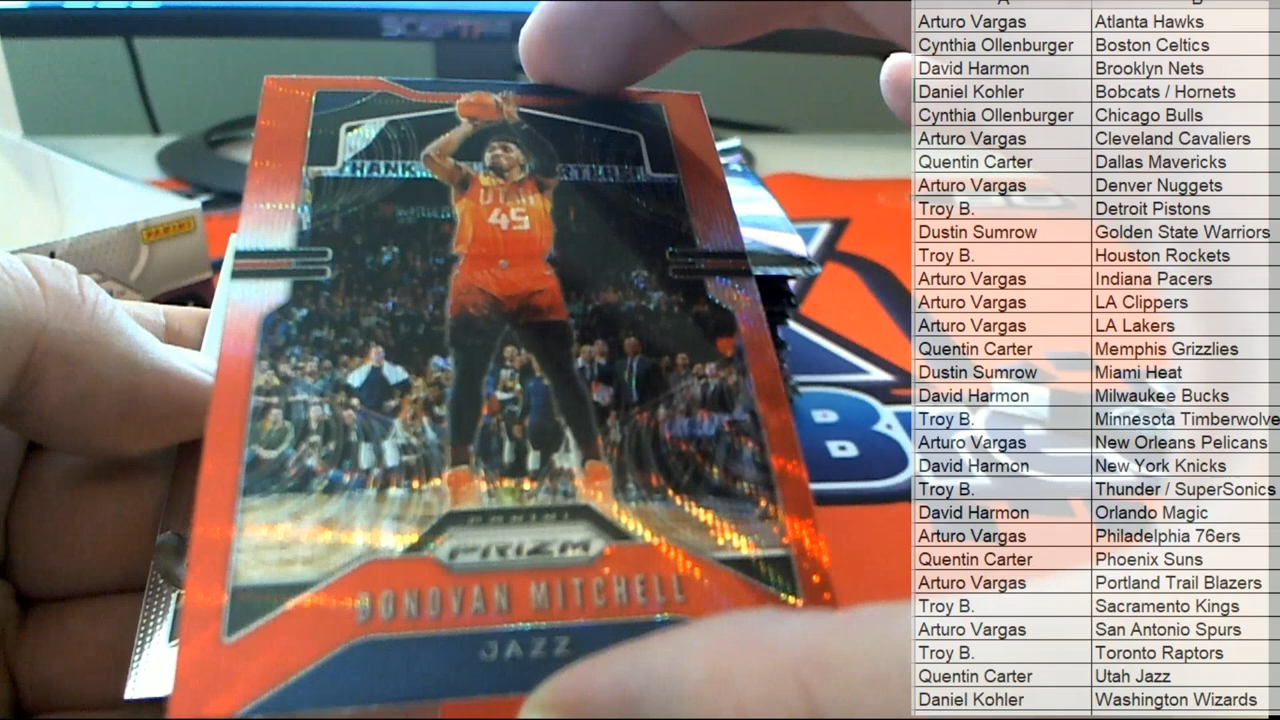 UTAH
45
PANINI
PRIZM
DONOVAN MITCHELL
JAZZ
PANINI
A B
Arturo Vargas Atlanta Hawks
Cynthia Ollenburger Boston Celtics
David Harmon Brooklyn Nets
Daniel Kohler Bobcats / Hornets
Cynthia Ollenburger Chicago Bulls
Arturo Vargas Cleveland Cavaliers
Quentin Carter Dallas Mavericks
Arturo Vargas Denver Nuggets
Troy B. Detroit Pistons
Dustin Sumrow Golden State Warriors
Troy B. Houston Rockets
Arturo Vargas Indiana Pacers
Arturo Vargas LA Clippers
Arturo Vargas LA Lakers
Quentin Carter Memphis Grizzlies
Dustin Sumrow Miami Heat
David Harmon Milwaukee Bucks
Troy B. Minnesota Timberwolve
Arturo Vargas New Orleans Pelicans
David Harmon New York Knicks
Troy B. Thunder / SuperSonics
David Harmon Orlando Magic
Arturo Vargas Philadelphia 76ers
Quentin Carter Phoenix Suns
Arturo Vargas Portland Trail Blazers
Troy B. Sacramento Kings
Arturo Vargas San Antonio Spurs
Troy B. Toronto Raptors
Quentin Carter Utah Jazz
Daniel Kohler Washington Wizards